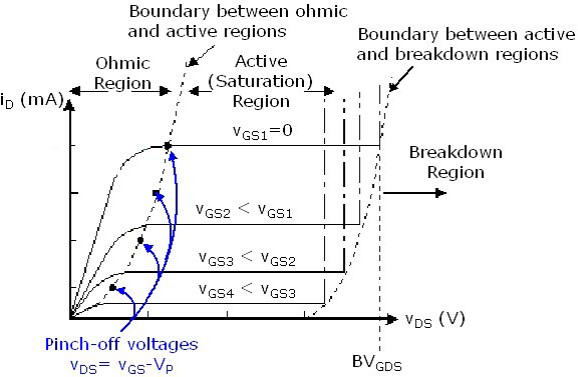 Boundary between ohmic
and active regions
Boundary between active
and breakdown regions
Ohmic
Region
Active
(Saturation)
Region
iD (mA)
vGS1=0
Breakdown
Region
vGS2 < vGS1
vGS3 < vGS2
vGS4 < vGS3
vDS (V)
Pinch-off voltages
vDS= vGS-VP
BVGDS